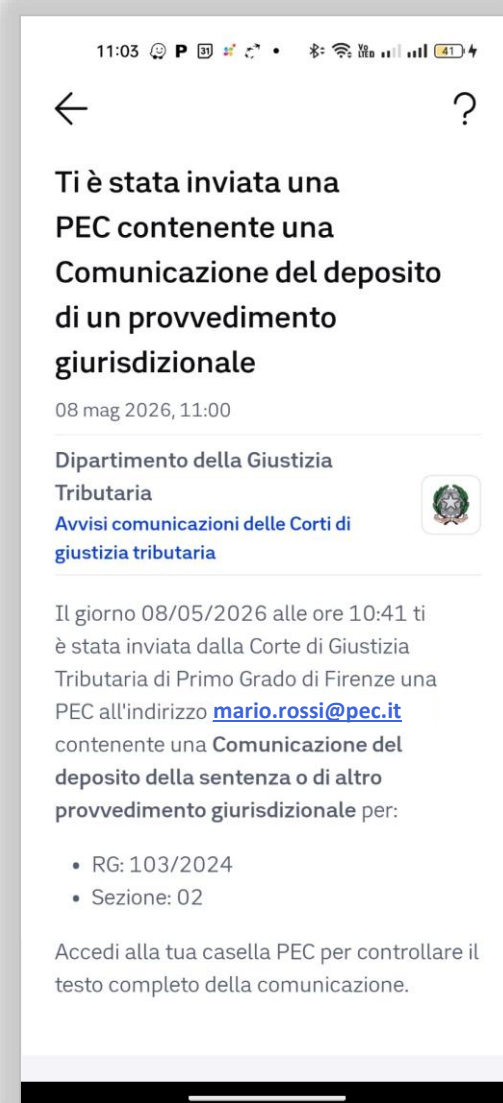 11:03
P
31
Vo
LTED
41
Ti è stata inviata una
PEC contenente una
Comunicazione del deposito
di un provvedimento
giurisdizionale
08 mag 2026, 11:00
Dipartimento della Giustizia
Tributaria
Avvisi comunicazioni delle Corti di
giustizia tributaria
Il giorno 08/05/2026 alle ore 10:41 ti
è stata inviata dalla Corte di Giustizia
Tributaria di Primo Grado di Firenze una
PEC all'indirizzo mario.rossi@pec.it
contenente una Comunicazione del
deposito della sentenza o di altro
provvedimento giurisdizionale per:
• RG: 103/2024
• Sezione: 02
Accedi alla tua casella PEC per controllare il
testo completo della comunicazione.